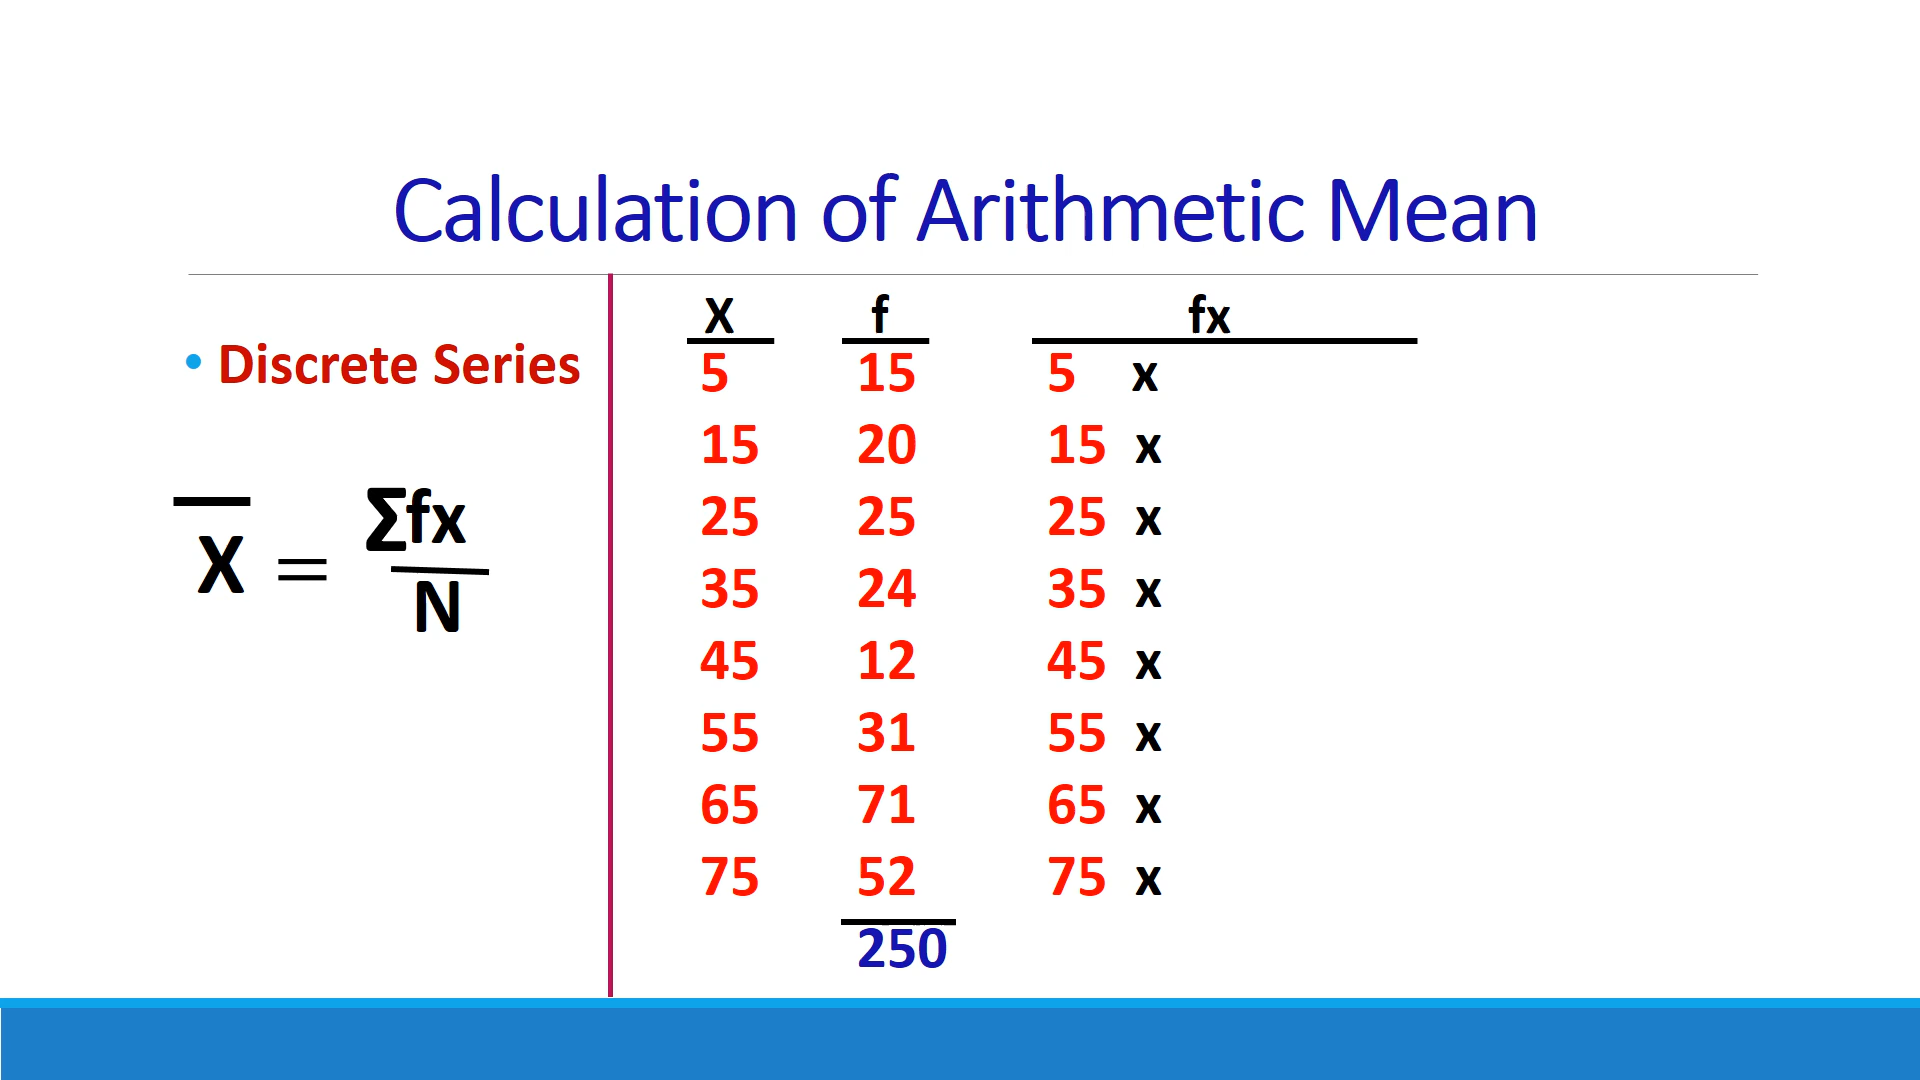 Calculation of Arithmetic Mean
• Discrete Series
X = Σfx
N
X f fx
5 15 5 x
15 20 15 x
25 25 25 x
35 24 35 x
45 12 45 x
55 31 55 x
65 71 65 x
75 52 75 x
250